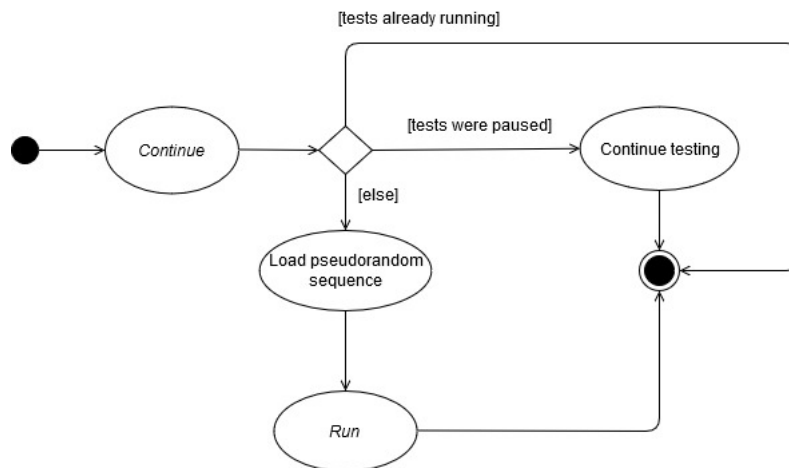 [tests already running]
[tests were paused]
Continue
Continue testing
[else]
Load pseudorandom
sequence
Run